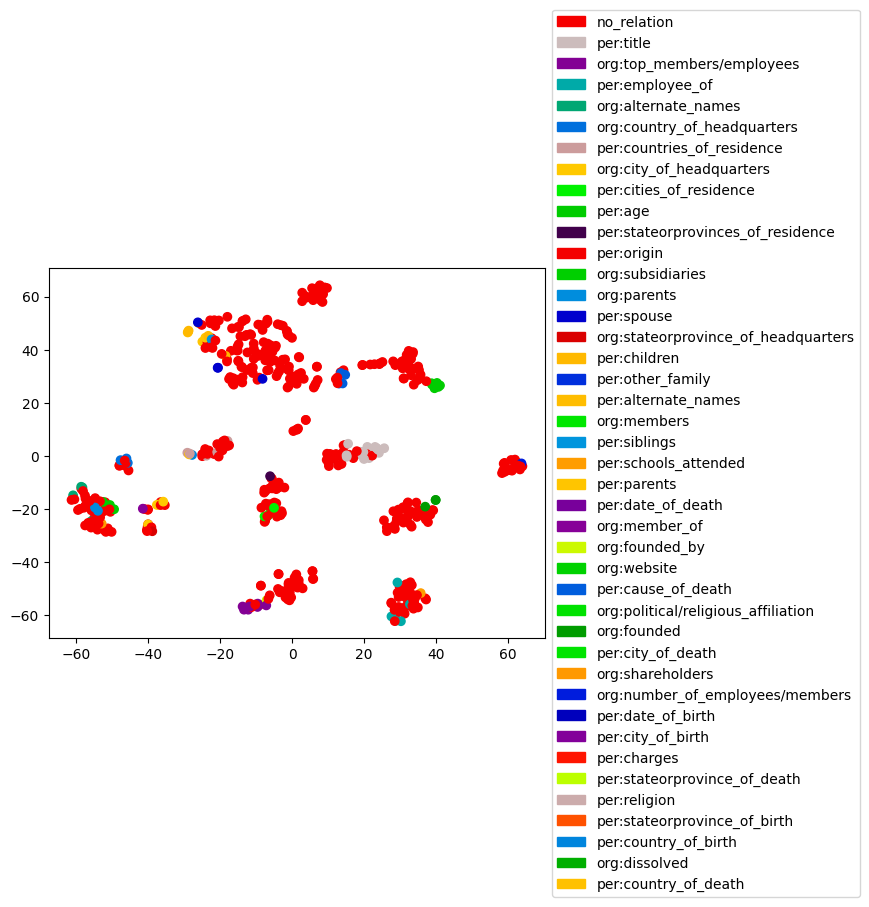 no_relation
per:title
org:top_members/employees
per:employee_of
org:alternate_names
org:country_of_headquarters
per:countries_of_residence
org:city_of_headquarters
per:cities_of_residence
per:age
per:stateorprovinces_of_residence
per:origin
org:subsidiaries
org:parents
per:spouse
org:stateorprovince_of_headquarters
per:children
per:other_family
per:alternate_names
org:members
per:siblings
per:schools_attended
per:parents
per:date_of_death
org:member_of
org:founded_by
org:website
per:cause_of_death
org:political/religious_affiliation
org:founded
per:city_of_death
org:shareholders
org:number_of_employees/members
per:date_of_birth
per:city_of_birth
per:charges
per:stateorprovince_of_death
per:religion
per:stateorprovince_of_birth
per:country_of_birth
org:dissolved
per:country_of_death
60
40
20
0
−20
−40
−60
−60 −40 −20 0 20 40 60